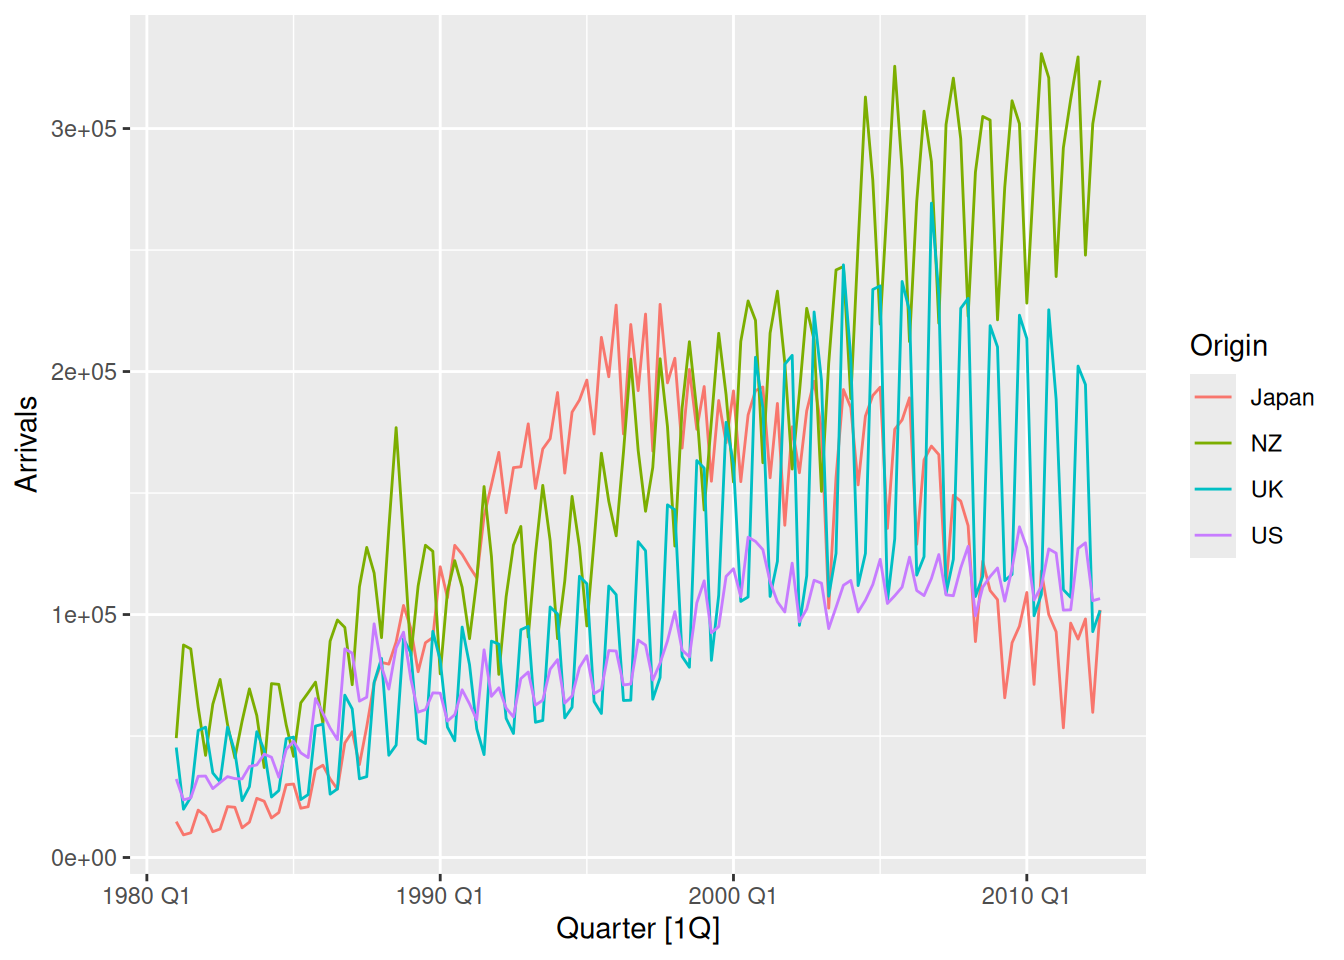 3e+05
2e+05
1e+05
0e+00
Arrivals
1980 Q1
1990 Q1
2000 Q1
2010 Q1
Quarter [1Q]
Origin
Japan
NZ
UK
US